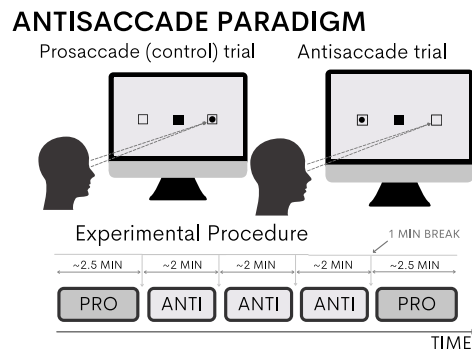 ANTISACCADE PARADIGM
Prosaccade (control) trial
Antisaccade trial
Experimental Procedure
1 MIN BREAK
~2.5 MIN
~2 MIN
~2 MIN
~2 MIN
~2.5 MIN
PRO
ANTI
ANTI
ANTI
PRO
TIME